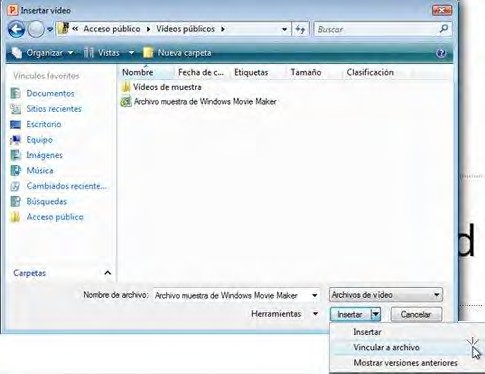 Insertar vídeo
« Acceso público ▸ Vídeos públicos ▸
Buscar
Organizar Vistas Nueva carpeta
Vínculos favoritos
Documentos
Sitios recientes
Escritorio
Equipo
Imágenes
Música
Cambiados reciente...
Búsquedas
Acceso público
Carpetas
Nombre Fecha de c... Etiquetas Tamaño Clasificación
Vídeos de muestra
Archivo muestra de Windows Movie Maker
Nombre de archivo: Archivo muestra de Windows Movie Maker Archivos de vídeo
Herramientas Insertar Cancelar
Insertar
Vincular a archivo
Mostrar versiones anteriores
d